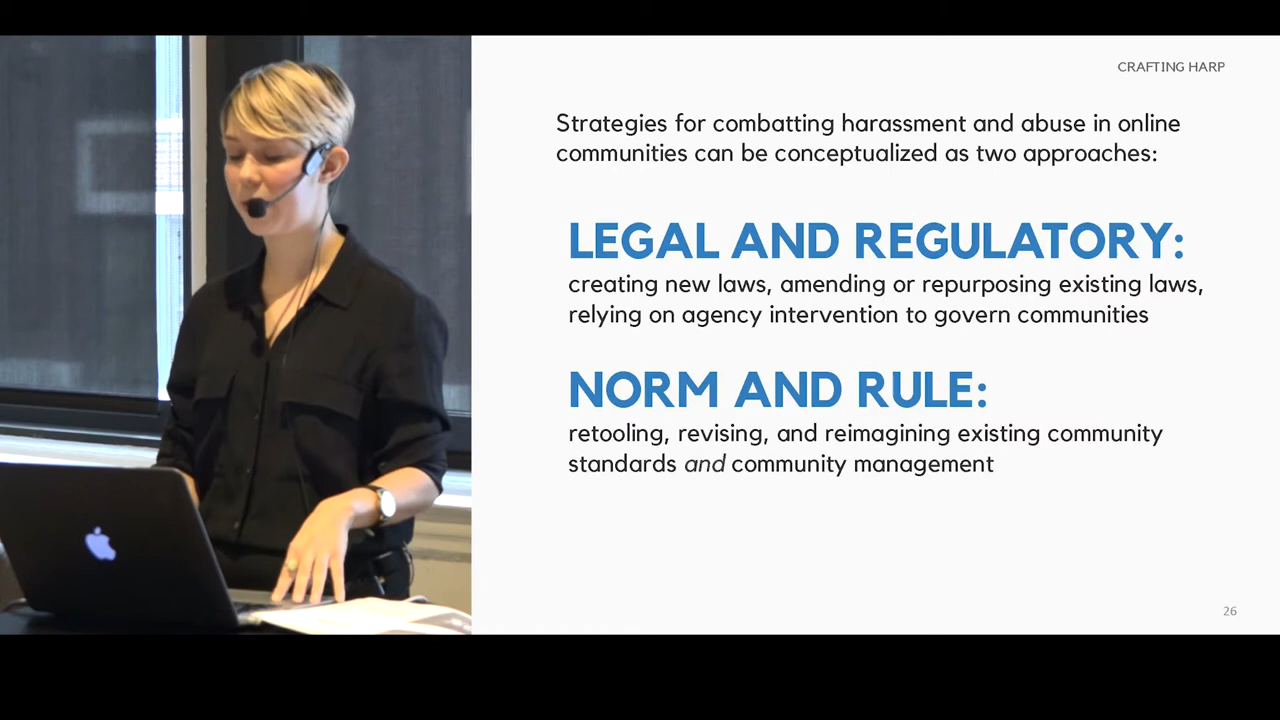 CRAFTING HARP
Strategies for combatting harassment and abuse in online
communities can be conceptualized as two approaches:
LEGAL AND REGULATORY:
creating new laws, amending or repurposing existing laws,
relying on agency intervention to govern communities
NORM AND RULE:
retooling, revising, and reimagining existing community
standards and community management
26